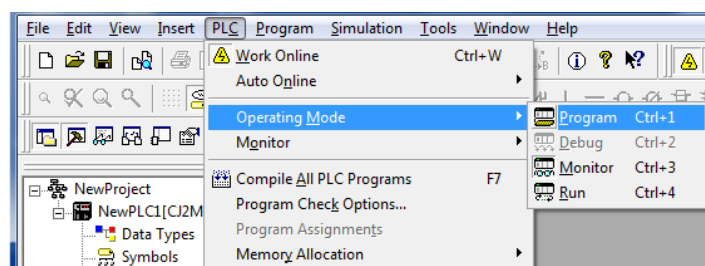 File Edit View Insert PLC Program Simulation Tools Window Help
Work Online Ctrl+W
Auto Online
Operating Mode
Program Ctrl+1
Monitor
Debug Ctrl+2
Monitor Ctrl+3
Compile All PLC Programs F7
Run Ctrl+4
Program Check Options...
Program Assignments
Memory Allocation
NewProject
NewPLC1[CJ2M
Data Types
Symbols